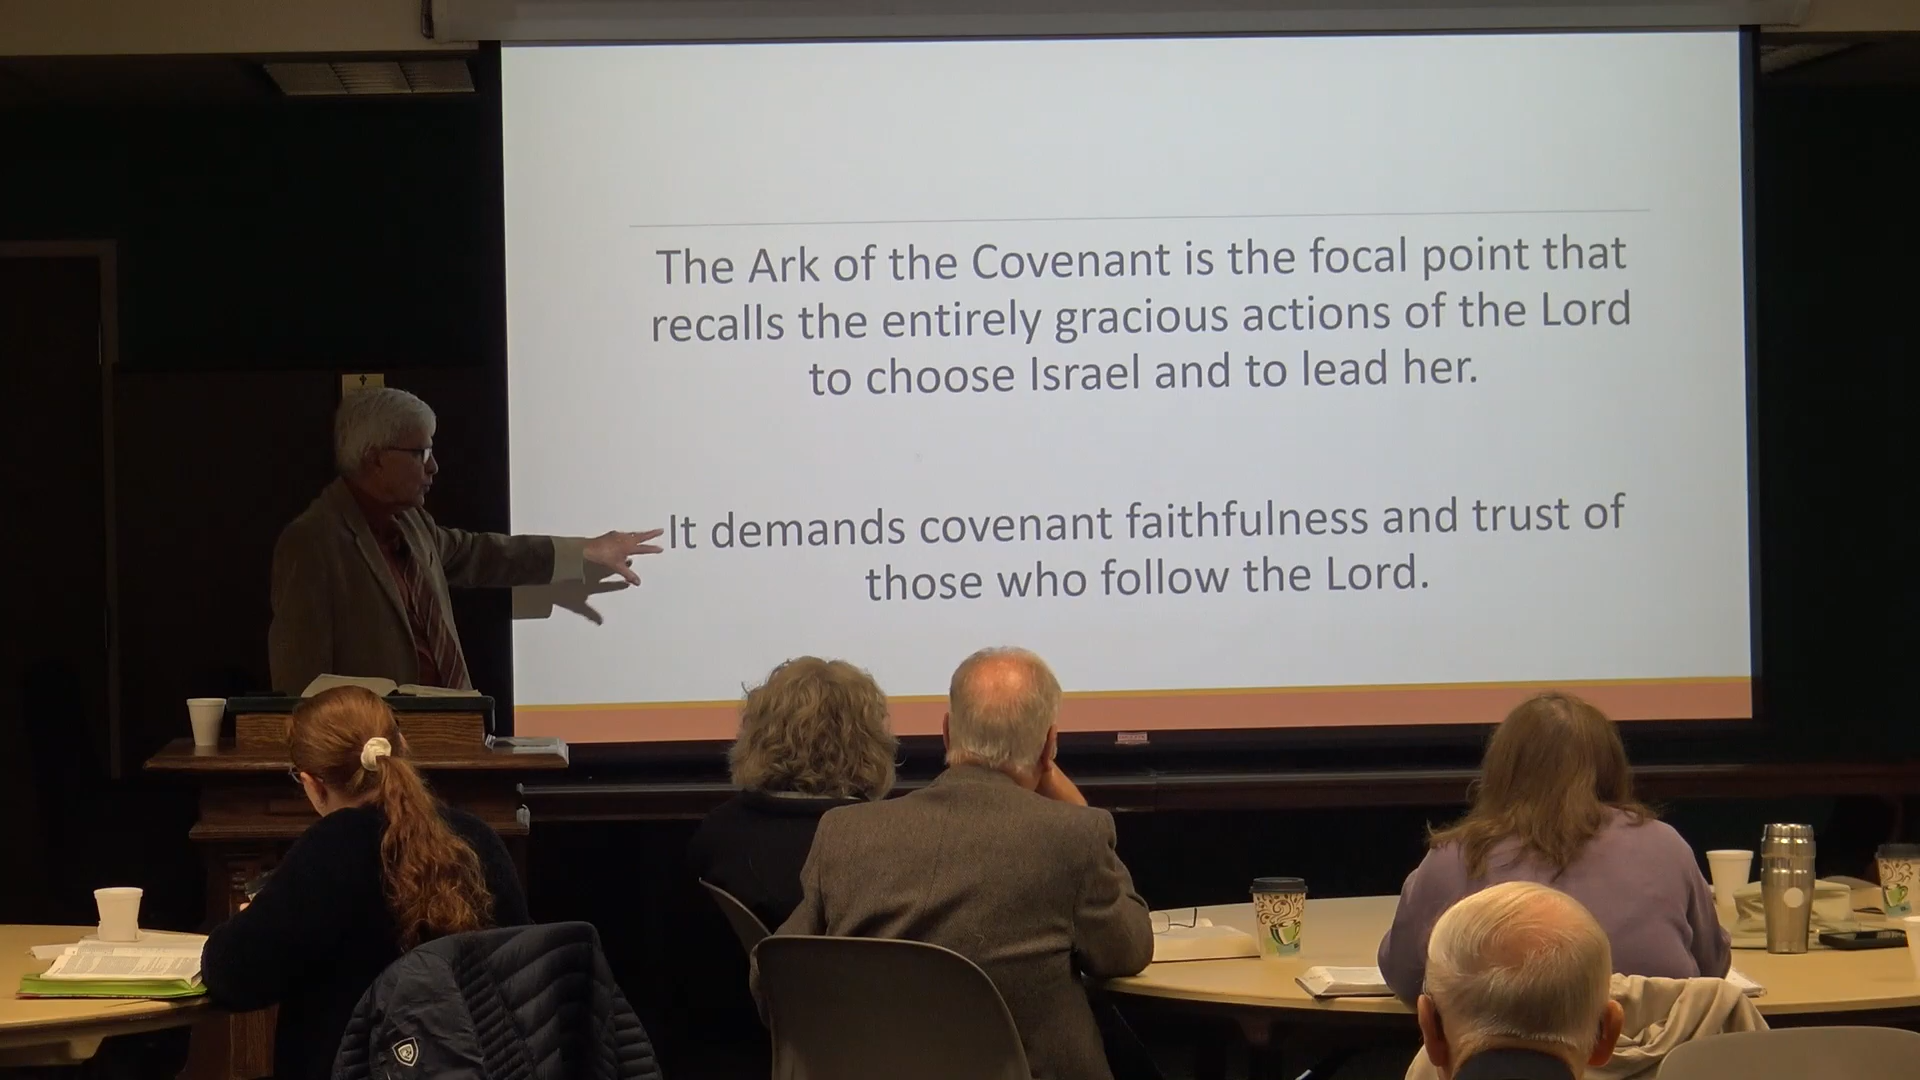 The Ark of the Covenant is the focal point that
recalls the entirely gracious actions of the Lord
to choose Israel and to lead her.
It demands covenant faithfulness and trust of
those who follow the Lord.